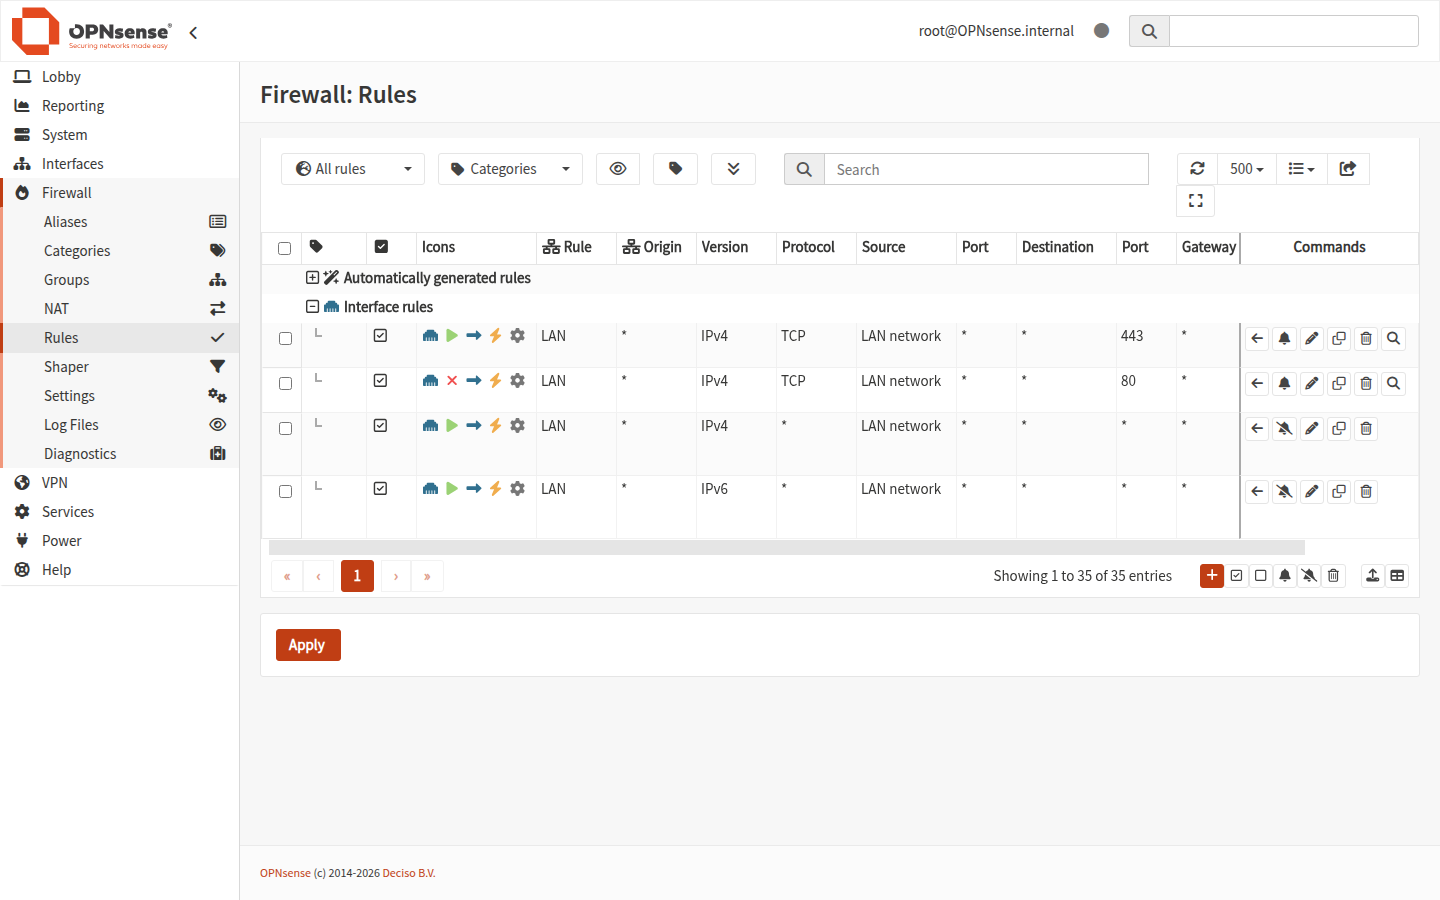 OPNsense®
Securing networks made easy
root@OPNsense.internal
Lobby
Reporting
System
Interfaces
Firewall
Aliases
Categories
Groups
NAT
Rules
Shaper
Settings
Log Files
Diagnostics
VPN
Services
Power
Help
Firewall: Rules
All rules
Categories
Search
500
Icons Rule Origin Version Protocol Source Port Destination Port Gateway Commands
Automatically generated rules
Interface rules
LAN * IPv4 TCP LAN network * * 443 *
LAN * IPv4 TCP LAN network * * 80 *
LAN * IPv4 * LAN network * * * *
LAN * IPv6 * LAN network * * * *
« ‹ 1 › »
Showing 1 to 35 of 35 entries
Apply
OPNsense (c) 2014-2026 Deciso B.V.